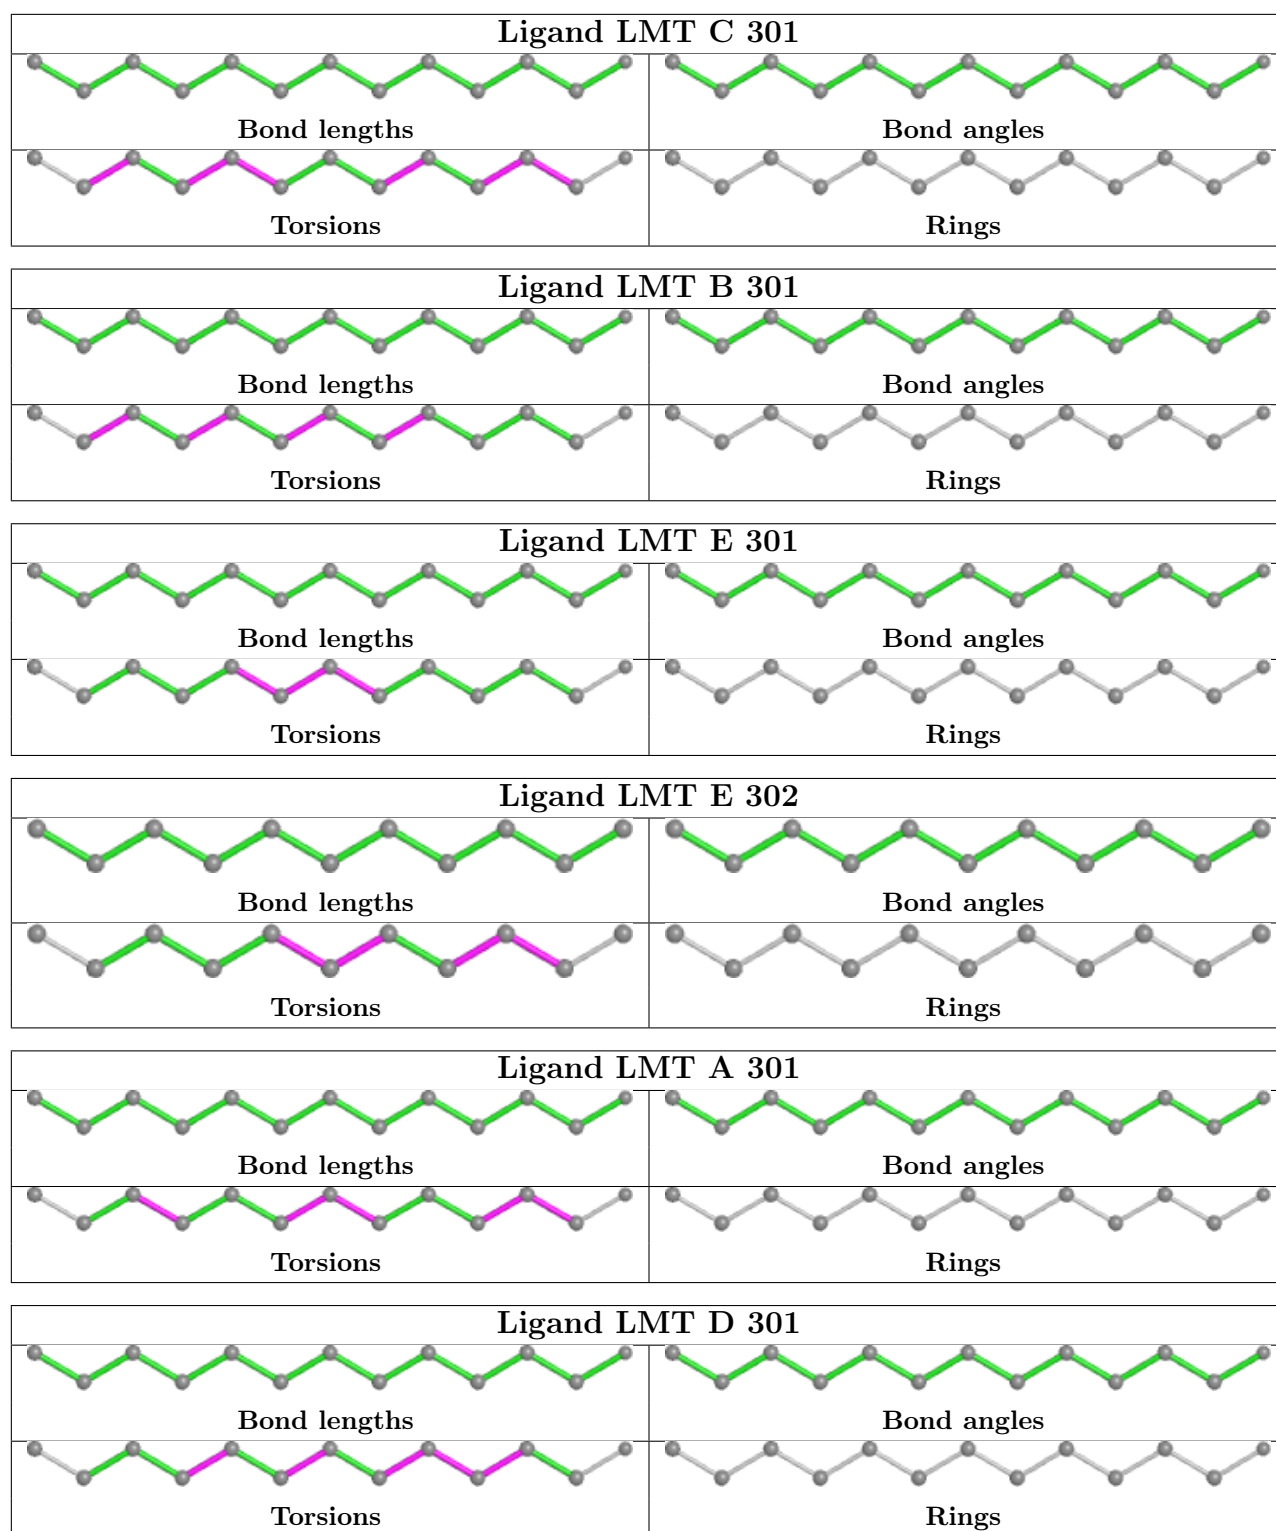 Ligand LMT C 301
Bond lengths Bond angles
Torsions Rings
Ligand LMT B 301
Bond lengths Bond angles
Torsions Rings
Ligand LMT E 301
Bond lengths Bond angles
Torsions Rings
Ligand LMT E 302
Bond lengths Bond angles
Torsions Rings
Ligand LMT A 301
Bond lengths Bond angles
Torsions Rings
Ligand LMT D 301
Bond lengths Bond angles
Torsions Rings